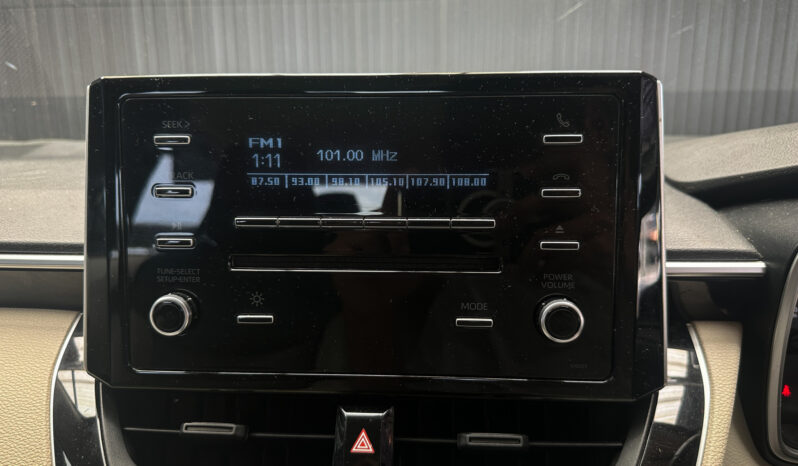 SEEK >
FM1
1:11
101.00 MHz
TRACK
87.50 93.00 98.10 105.10 107.90 108.00
TUNE•SELECT
SETUP•ENTER
POWER
VOLUME
MODE